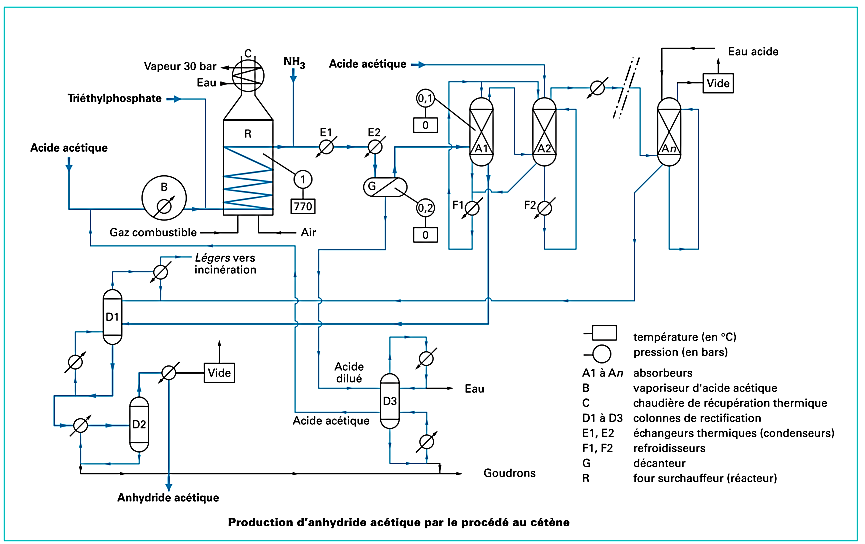 C
Vapeur 30 bar
Eau
NH3
Acide acétique
Eau acide
Vide
Triéthylphosphate
0,1
0
R
E1
E2
A1
A2
An
Acide acétique
B
1
770
G
0,2
0
F1
F2
Gaz combustible
Air
Légers vers
incinération
D1
température (en °C)
pression (en bars)
A1 à An absorbeurs
B vaporiseur d'acide acétique
C chaudière de récupération thermique
D1 à D3 colonnes de rectification
E1, E2 échangeurs thermiques (condenseurs)
F1, F2 refroidisseurs
G décanteur
R four surchauffeur (réacteur)
Vide
Acide
dilué
Eau
D3
Acide acétique
D2
Goudrons
Anhydride acétique
Production d'anhydride acétique par le procédé au cétène